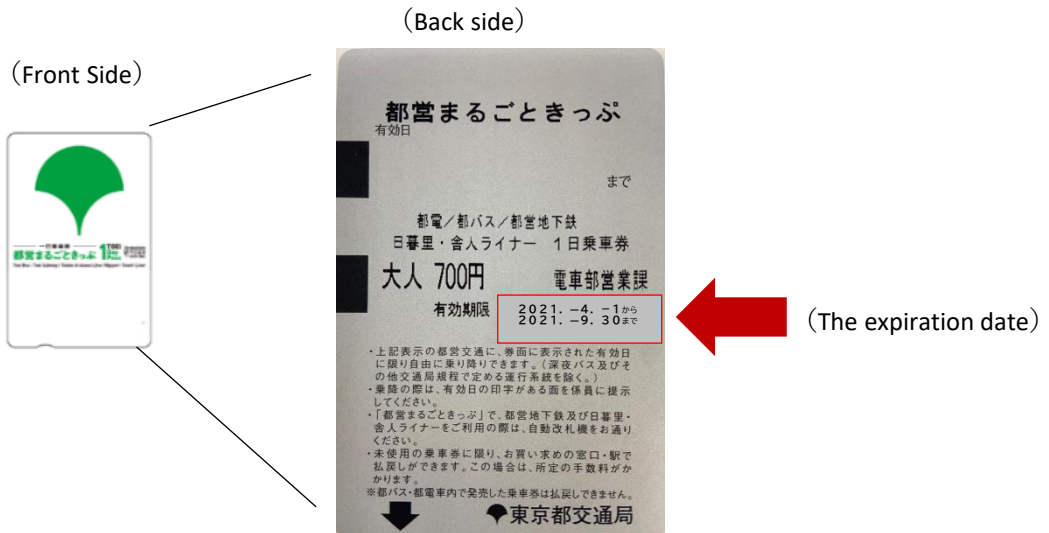 （Back side）
（Front Side）
一日乗車券
都営まるごときっぷ 1 TOEI
都営まるごときっぷ
有効日
まで
都電／都バス／都営地下鉄
日暮里・舎人ライナー １日乗車券
大人 700円 電車部営業課
有効期限 2021. -4. -1から
2021. -9. 30まで
（The expiration date）
・上記表示の都営交通に、券面に表示された有効日
に限り自由に乗り降りできます。（深夜バス及びそ
の他交通局規程で定める運行系統を除く。）
・乗降の際は、有効日の印字がある面を係員に提示
してください。
・「都営まるごときっぷ」で、都営地下鉄及び日暮里・
舎人ライナーをご利用の際は、自動改札機をお通り
ください。
・未使用の乗車券に限り、お買い求めの窓口・駅で
払戻しができます。この場合は、所定の手数料がか
かります。
※都バス・都電車内で発売した乗車券は払戻しできません。
東京都交通局